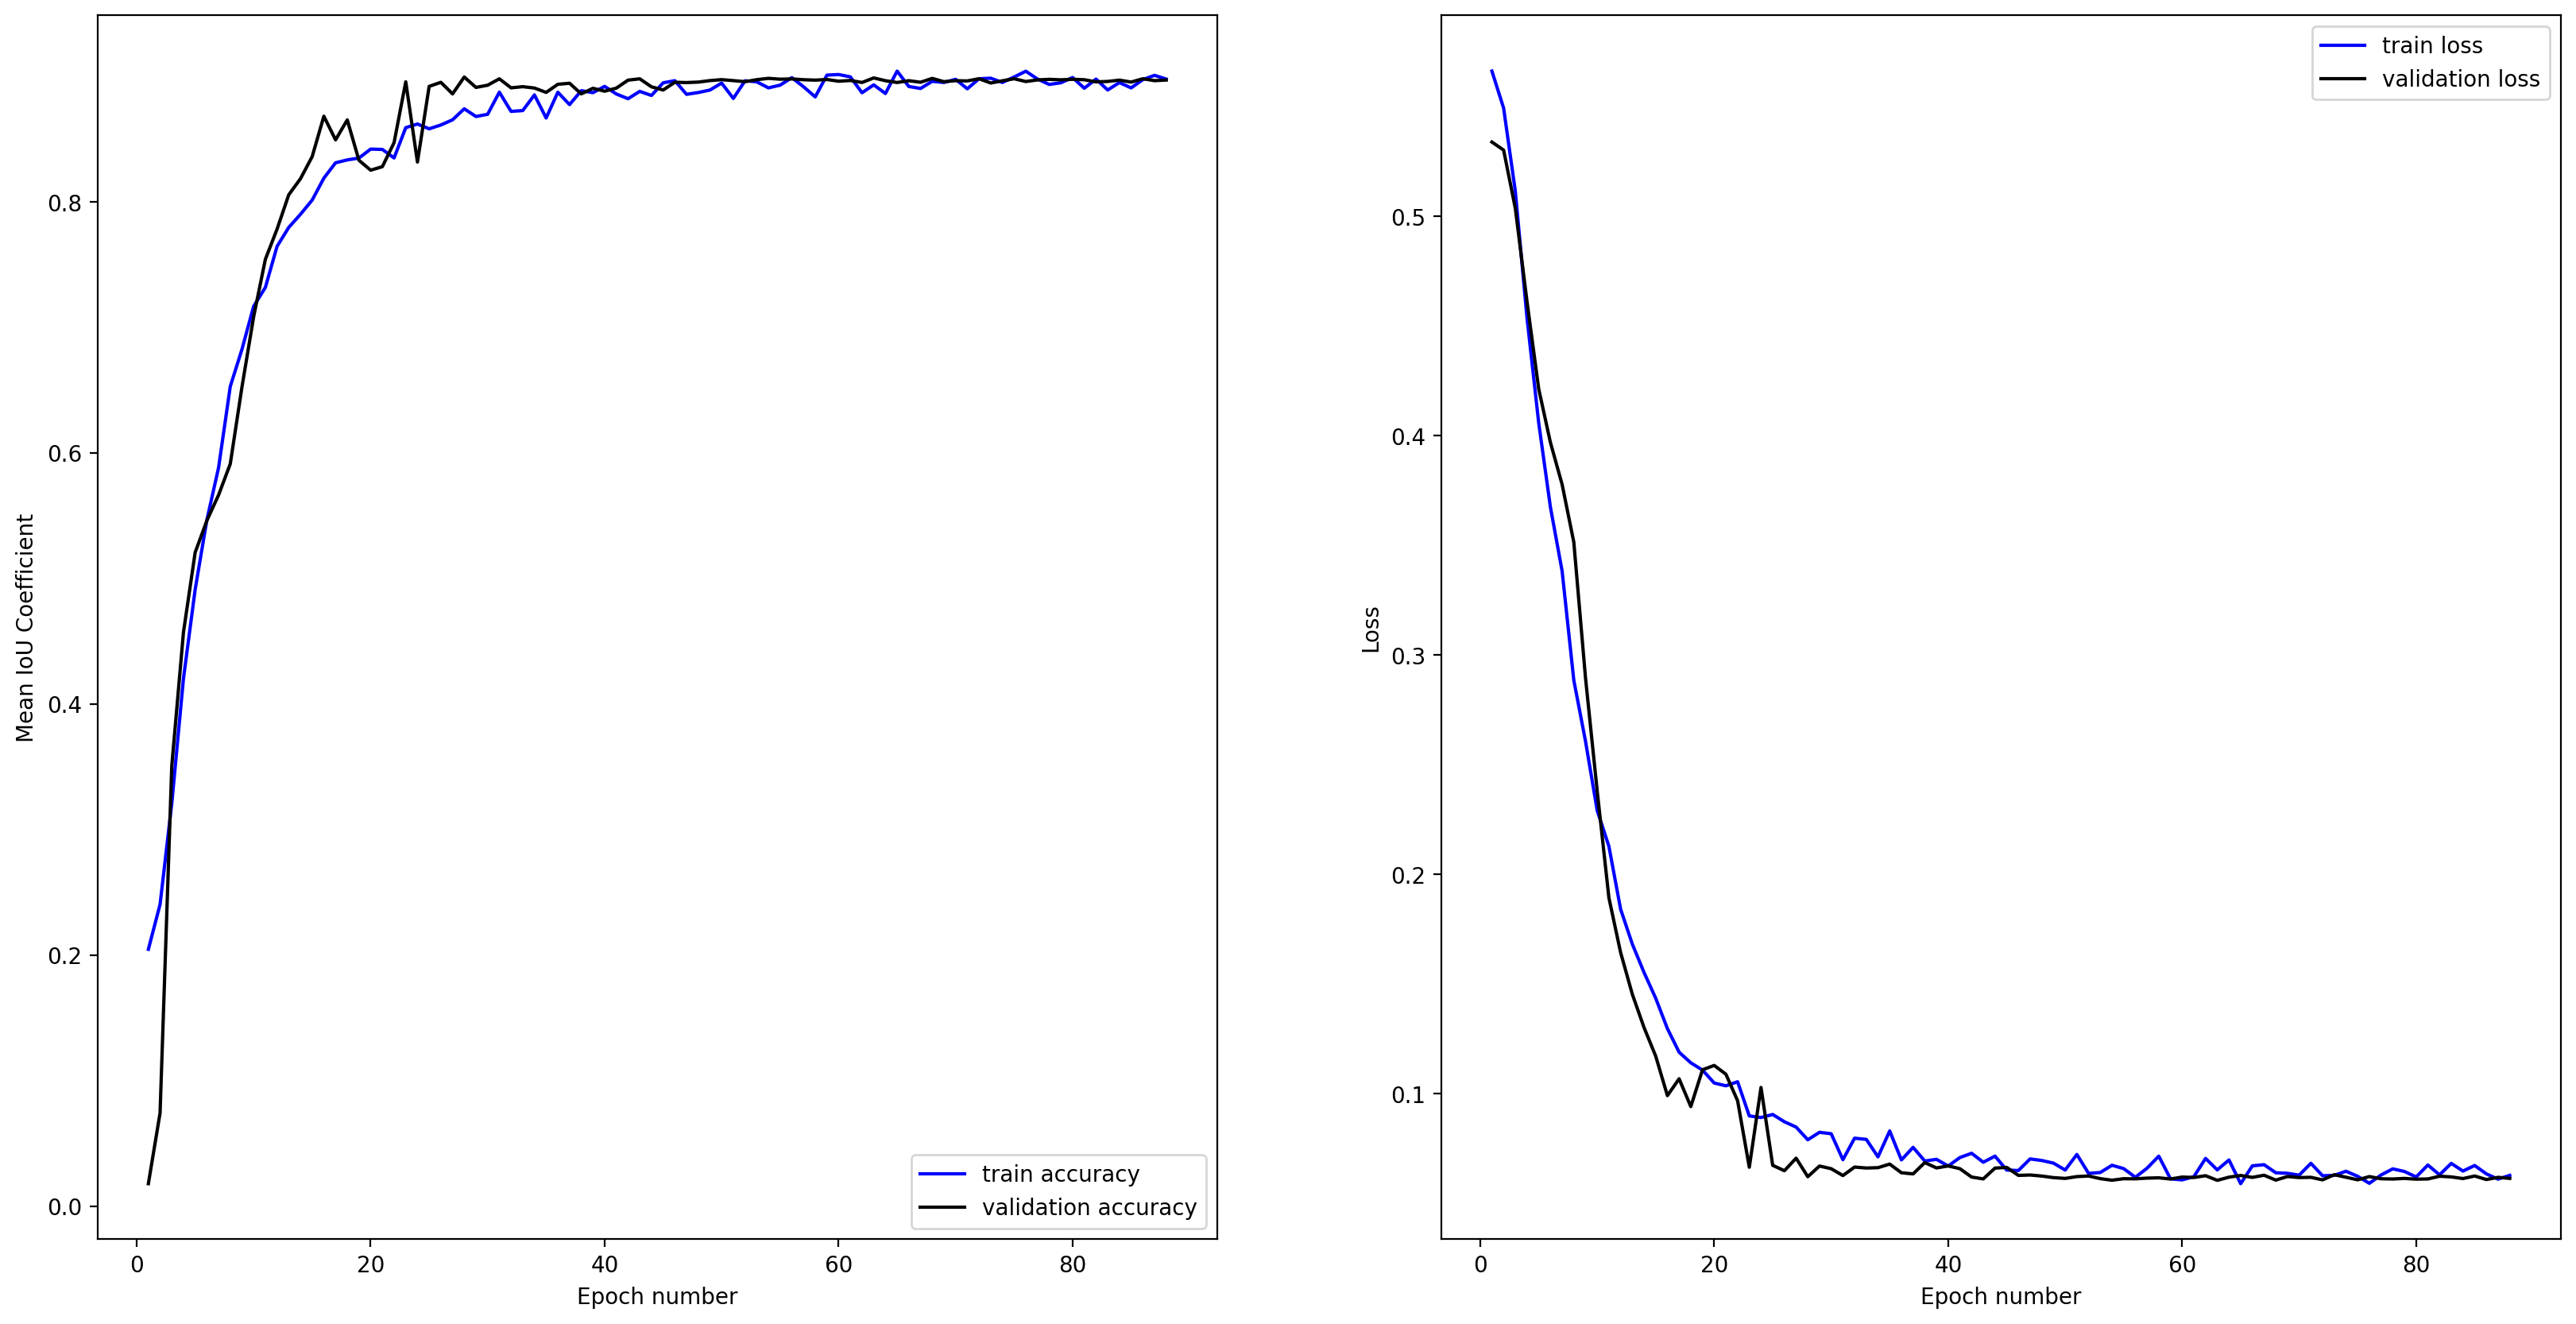 Mean IoU Coefficient
0.8
0.6
0.4
0.2
0.0
train accuracy
validation accuracy
0 20 40 60 80
Epoch number
Loss
0.5
0.4
0.3
0.2
0.1
train loss
validation loss
0 20 40 60 80
Epoch number